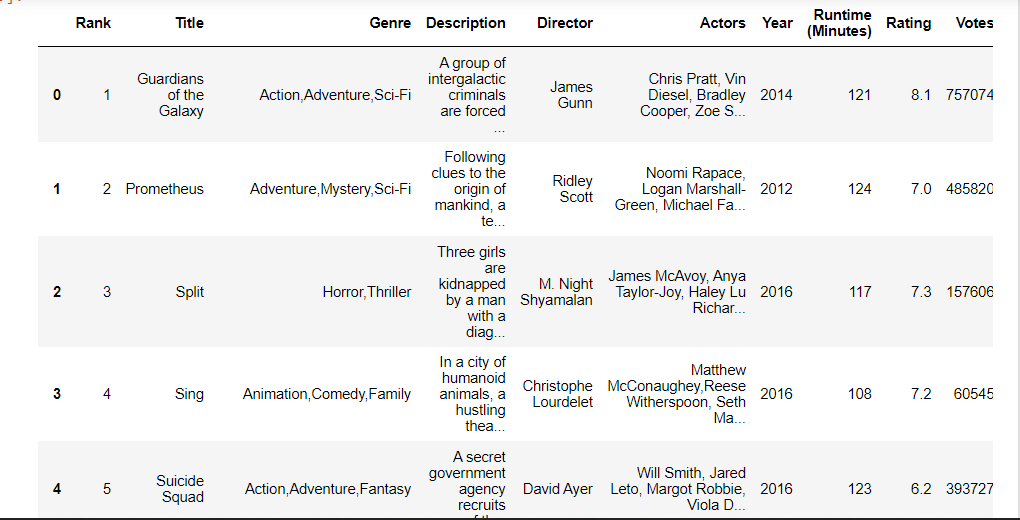 Rank Title Genre Description Director Actors Year Runtime (Minutes) Rating Votes
0 1 Guardians of the Galaxy Action,Adventure,Sci-Fi A group of intergalactic criminals are forced ... James Gunn Chris Pratt, Vin Diesel, Bradley Cooper, Zoe S... 2014 121 8.1 757074
1 2 Prometheus Adventure,Mystery,Sci-Fi Following clues to the origin of mankind, a te... Ridley Scott Noomi Rapace, Logan Marshall-Green, Michael Fa... 2012 124 7.0 485820
2 3 Split Horror,Thriller Three girls are kidnapped by a man with a diag... M. Night Shyamalan James McAvoy, Anya Taylor-Joy, Haley Lu Richar... 2016 117 7.3 157606
3 4 Sing Animation,Comedy,Family In a city of humanoid animals, a hustling thea... Christophe Lourdelet Matthew McConaughey,Reese Witherspoon, Seth Ma... 2016 108 7.2 60545
4 5 Suicide Squad Action,Adventure,Fantasy A secret government agency recruits David Ayer Will Smith, Jared Leto, Margot Robbie, Viola D... 2016 123 6.2 393727